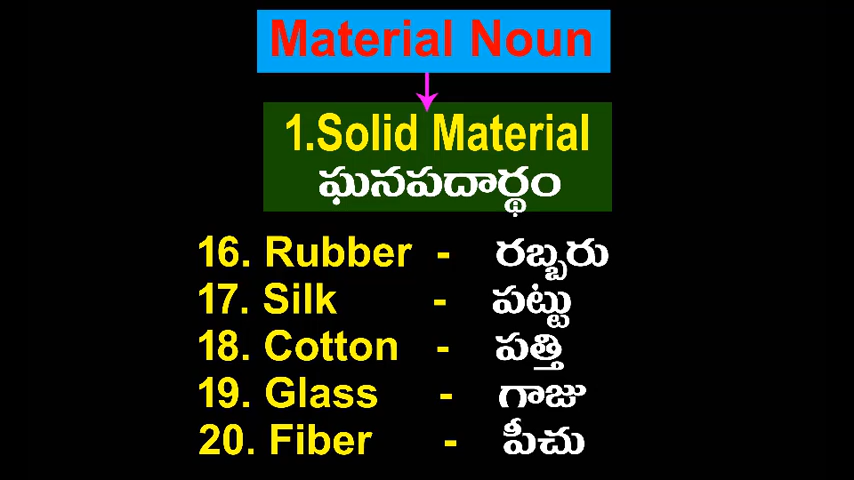 Material Noun
1.Solid Material
ఘనపదార్థం
16. Rubber - రబ్బరు
17. Silk - పట్టు
18. Cotton - పత్తి
19. Glass - గాజు
20. Fiber - పీచు